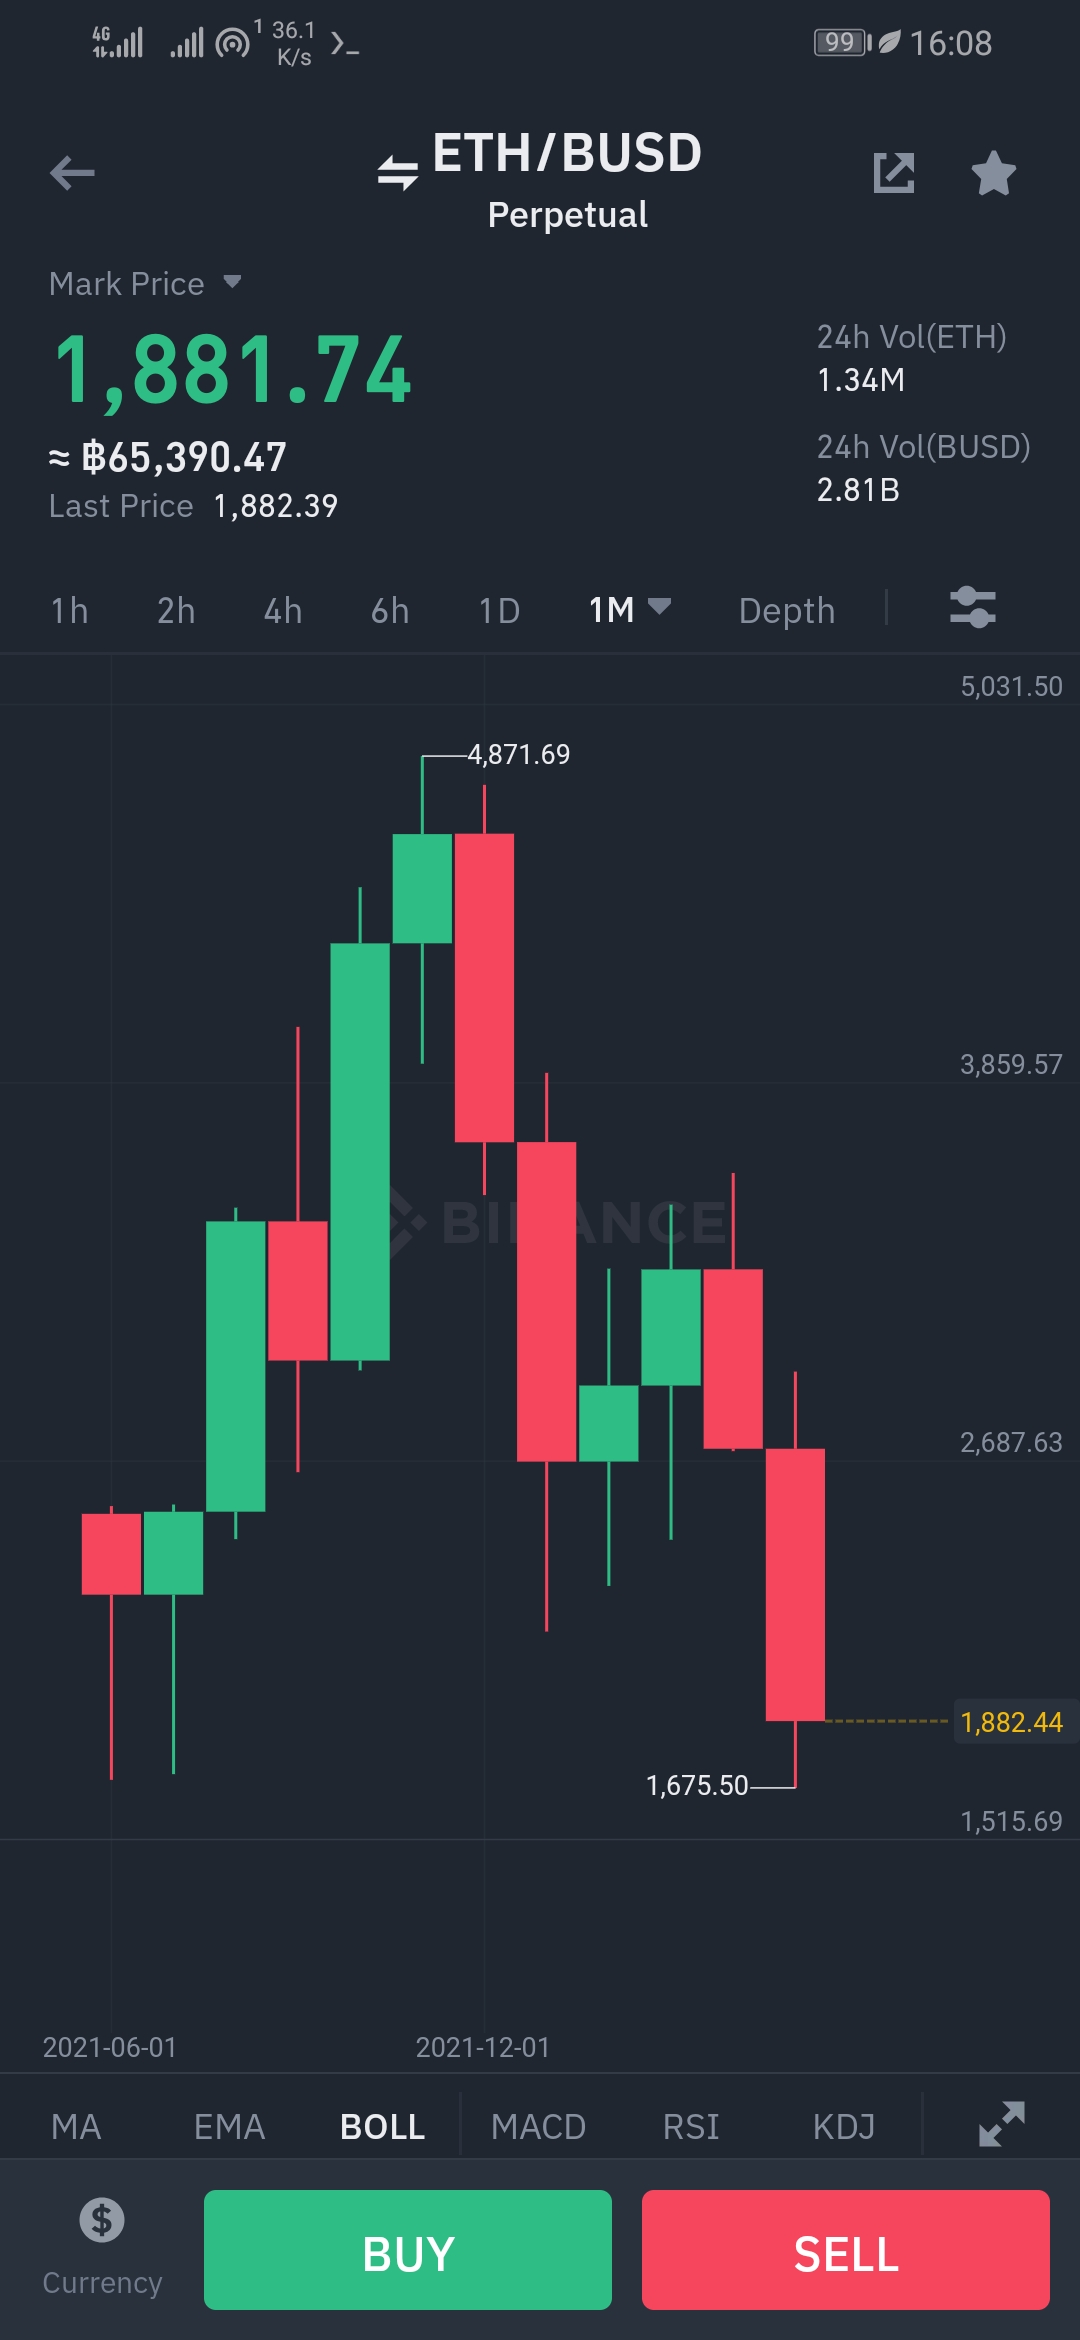 4G 1 36.1 K/s 99 16:08
ETH/BUSD
Perpetual
Mark Price
1,881.74
≈ ฿65,390.47
Last Price 1,882.39
24h Vol(ETH)
1.34M
24h Vol(BUSD)
2.81B
1h 2h 4h 6h 1D 1M Depth
5,031.50
4,871.69
3,859.57
BINANCE
2,687.63
1,882.44
1,675.50
1,515.69
2021-06-01 2021-12-01
MA EMA BOLL MACD RSI KDJ
$
Currency
BUY
SELL